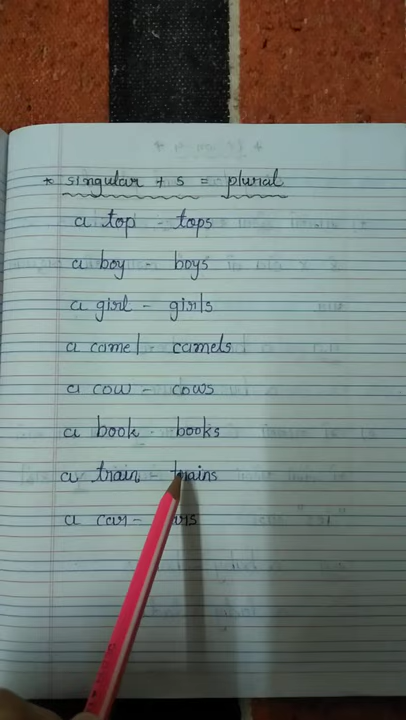 * singular + s = plural
a top - tops
a boy - boys
a girl - girls
a camel camels
a cow - cows
a book - books
a train - trains
a car -